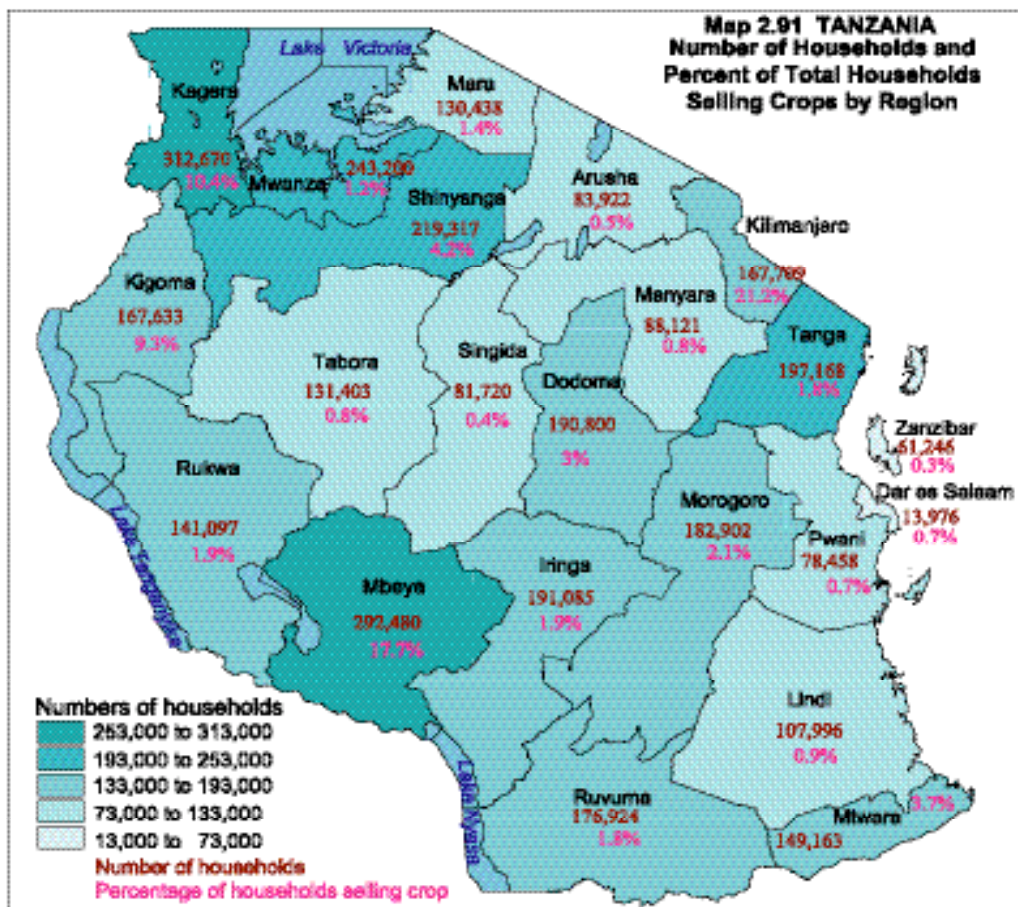 Map 2.91 TANZANIA
Number of Households and
Percent of Total Households
Selling Crops by Region
Lake Victoria
Kagera
312,670
10.4%
Mwanza
243,200
1.2%
Mara
130,438
1.4%
Shinyanga
219,317
4.2%
Arusha
83,922
0.5%
Kilimanjaro
167,709
21.2%
Kigoma
167,633
9.3%
Tabora
131,403
0.8%
Singida
81,720
0.4%
Dodoma
190,800
3%
Manyara
88,121
0.8%
Tanga
197,168
1.8%
Zanzibar
61,246
0.3%
Dar es Salaam
13,976
0.7%
Rukwa
141,097
1.9%
Lake Tanganyika
Mbeya
292,480
17.7%
Iringa
191,085
1.9%
Morogoro
182,902
2.1%
Pwani
78,458
0.7%
Lindi
107,996
0.9%
Lake Nyasa
Ruvuma
176,924
1.8%
Mtwara
149,163
3.7%
Numbers of households
253,000 to 313,000
193,000 to 253,000
133,000 to 193,000
73,000 to 133,000
13,000 to 73,000
Number of households
Percentage of households selling crop